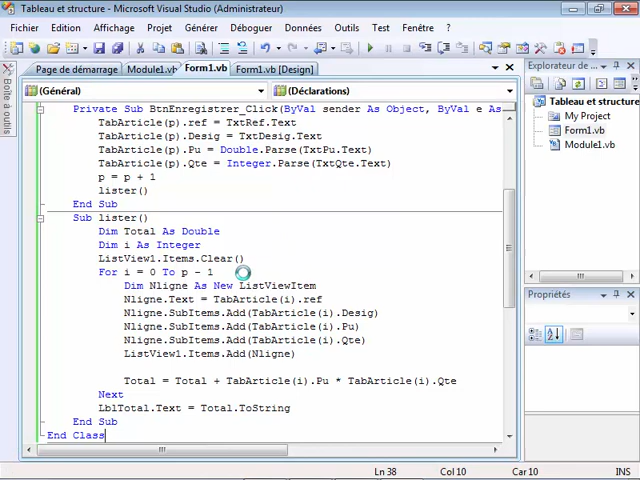 Tableau et structure - Microsoft Visual Studio (Administrateur)
Fichier Edition Affichage Projet Générer Déboguer Données Outils Test Fenêtre ?
Page de démarrage Module1.vb Form1.vb Form1.vb [Design]
Explorateur de
Boîte à outils
(Général) (Déclarations)
Private Sub BtnEnregistrer_Click(ByVal sender As Object, ByVal e As
TabArticle(p).ref = TxtRef.Text
TabArticle(p).Desig = TxtDesig.Text
TabArticle(p).Pu = Double.Parse(TxtPu.Text)
TabArticle(p).Qte = Integer.Parse(TxtQte.Text)
p = p + 1
lister()
End Sub
Sub lister()
Dim Total As Double
Dim i As Integer
ListView1.Items.Clear()
For i = 0 To p - 1
Dim Nligne As New ListViewItem
Nligne.Text = TabArticle(i).ref
Nligne.SubItems.Add(TabArticle(i).Desig)
Nligne.SubItems.Add(TabArticle(i).Pu)
Nligne.SubItems.Add(TabArticle(i).Qte)
ListView1.Items.Add(Nligne)
Total = Total + TabArticle(i).Pu * TabArticle(i).Qte
Next
LblTotal.Text = Total.ToString
End Sub
End Class
Tableau et structure
My Project
Form1.vb
Module1.vb
Propriétés
Ln 38 Col 10 Car 10 INS